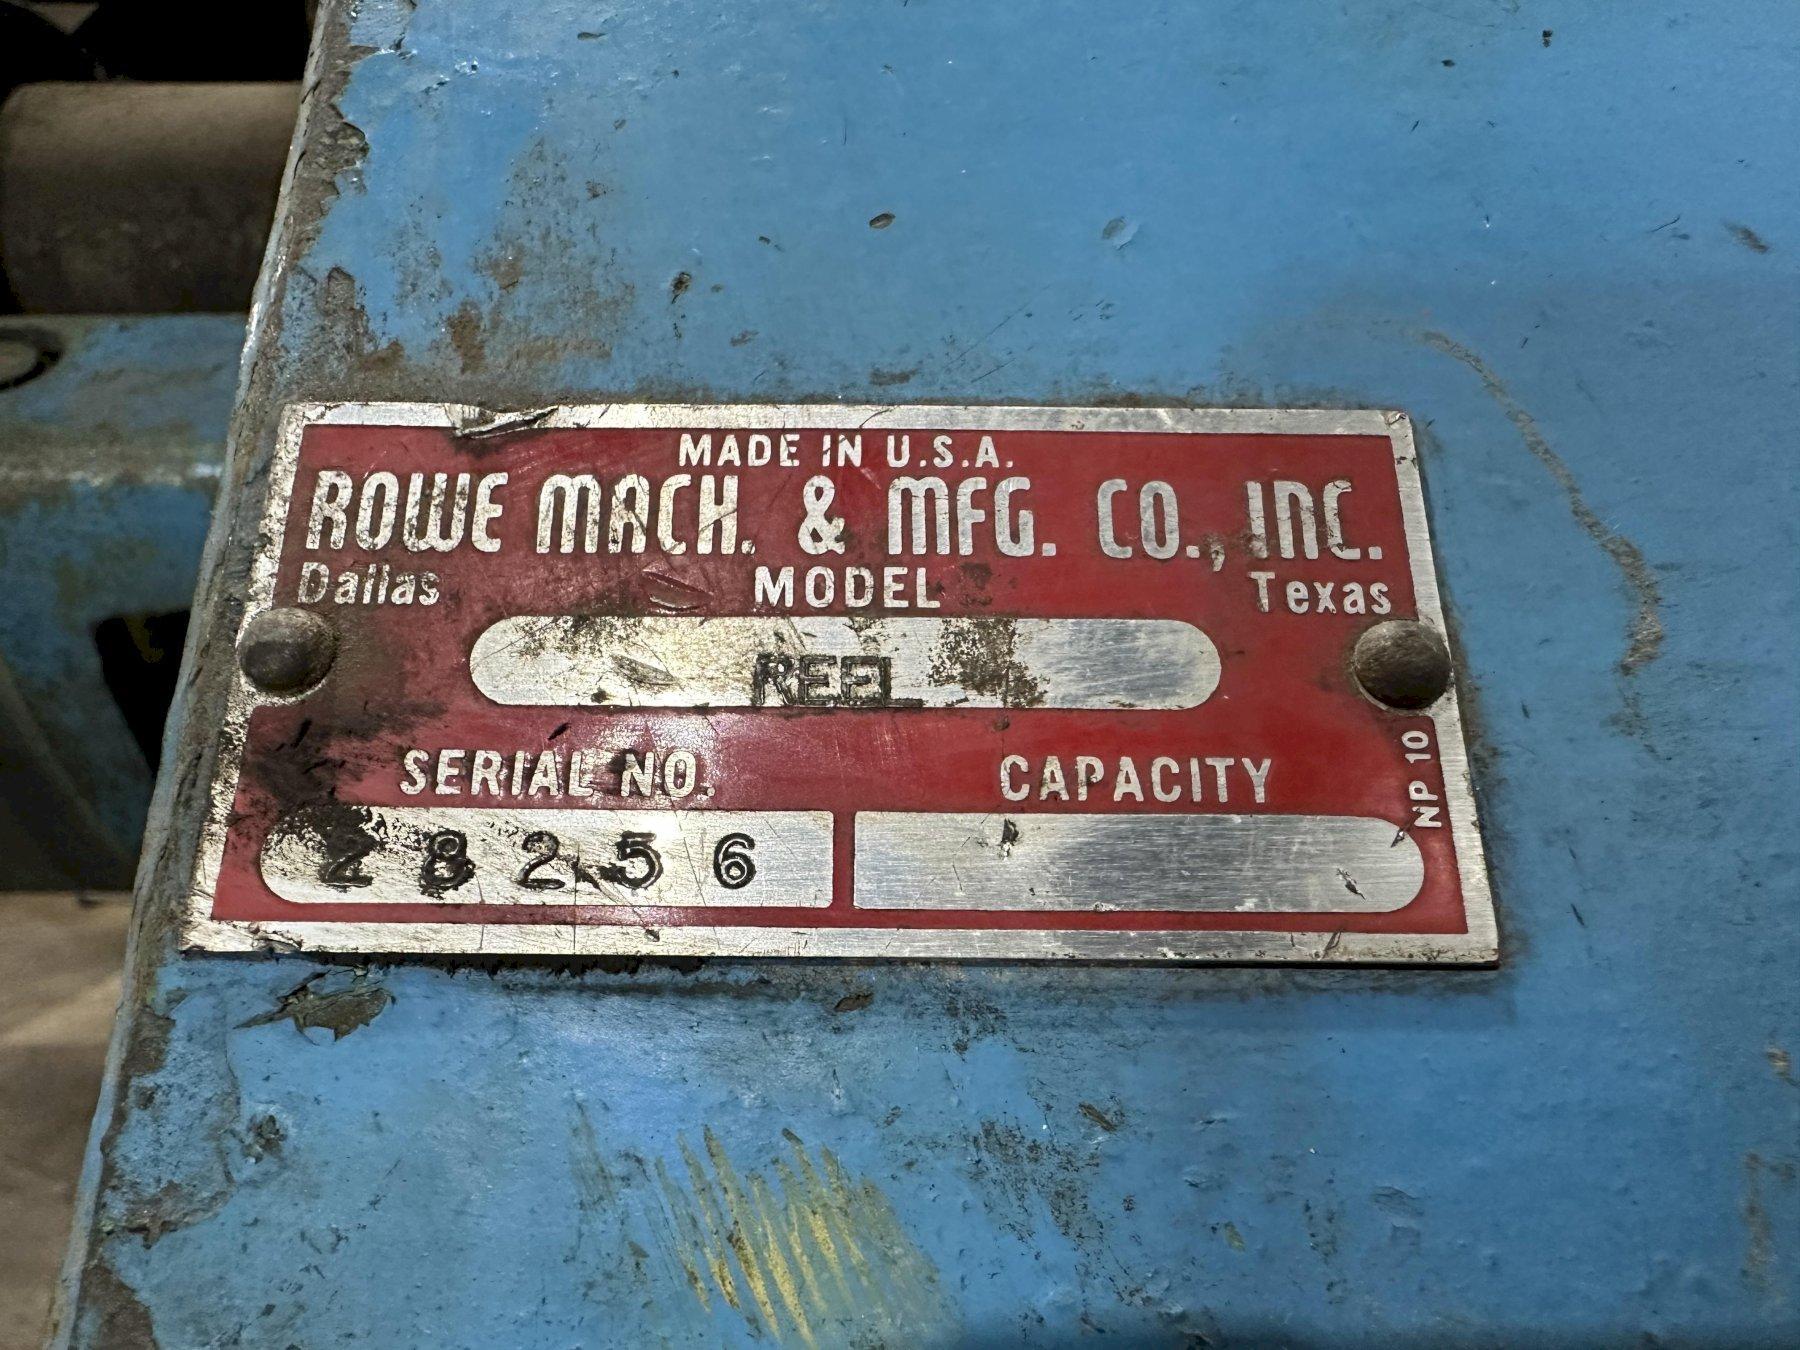 MADE IN U.S.A.
ROWE MACH. & MFG. CO., INC.
Dallas MODEL Texas
REEL
SERIAL NO. CAPACITY
28256
NP 10